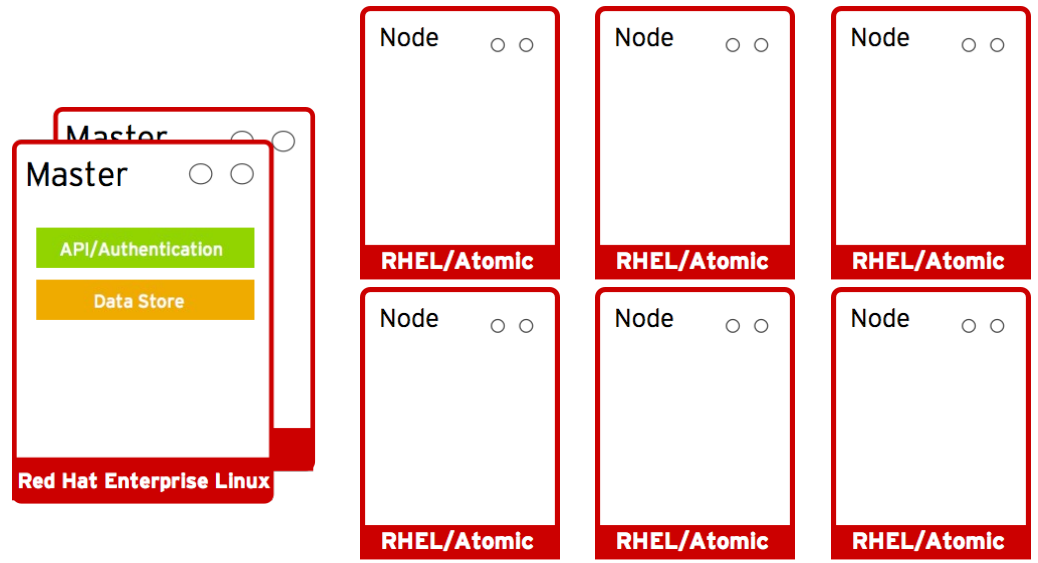 Master
Master
API/Authentication
Data Store
Red Hat Enterprise Linux
Node
Node
Node
RHEL/Atomic
RHEL/Atomic
RHEL/Atomic
Node
Node
Node
RHEL/Atomic
RHEL/Atomic
RHEL/Atomic